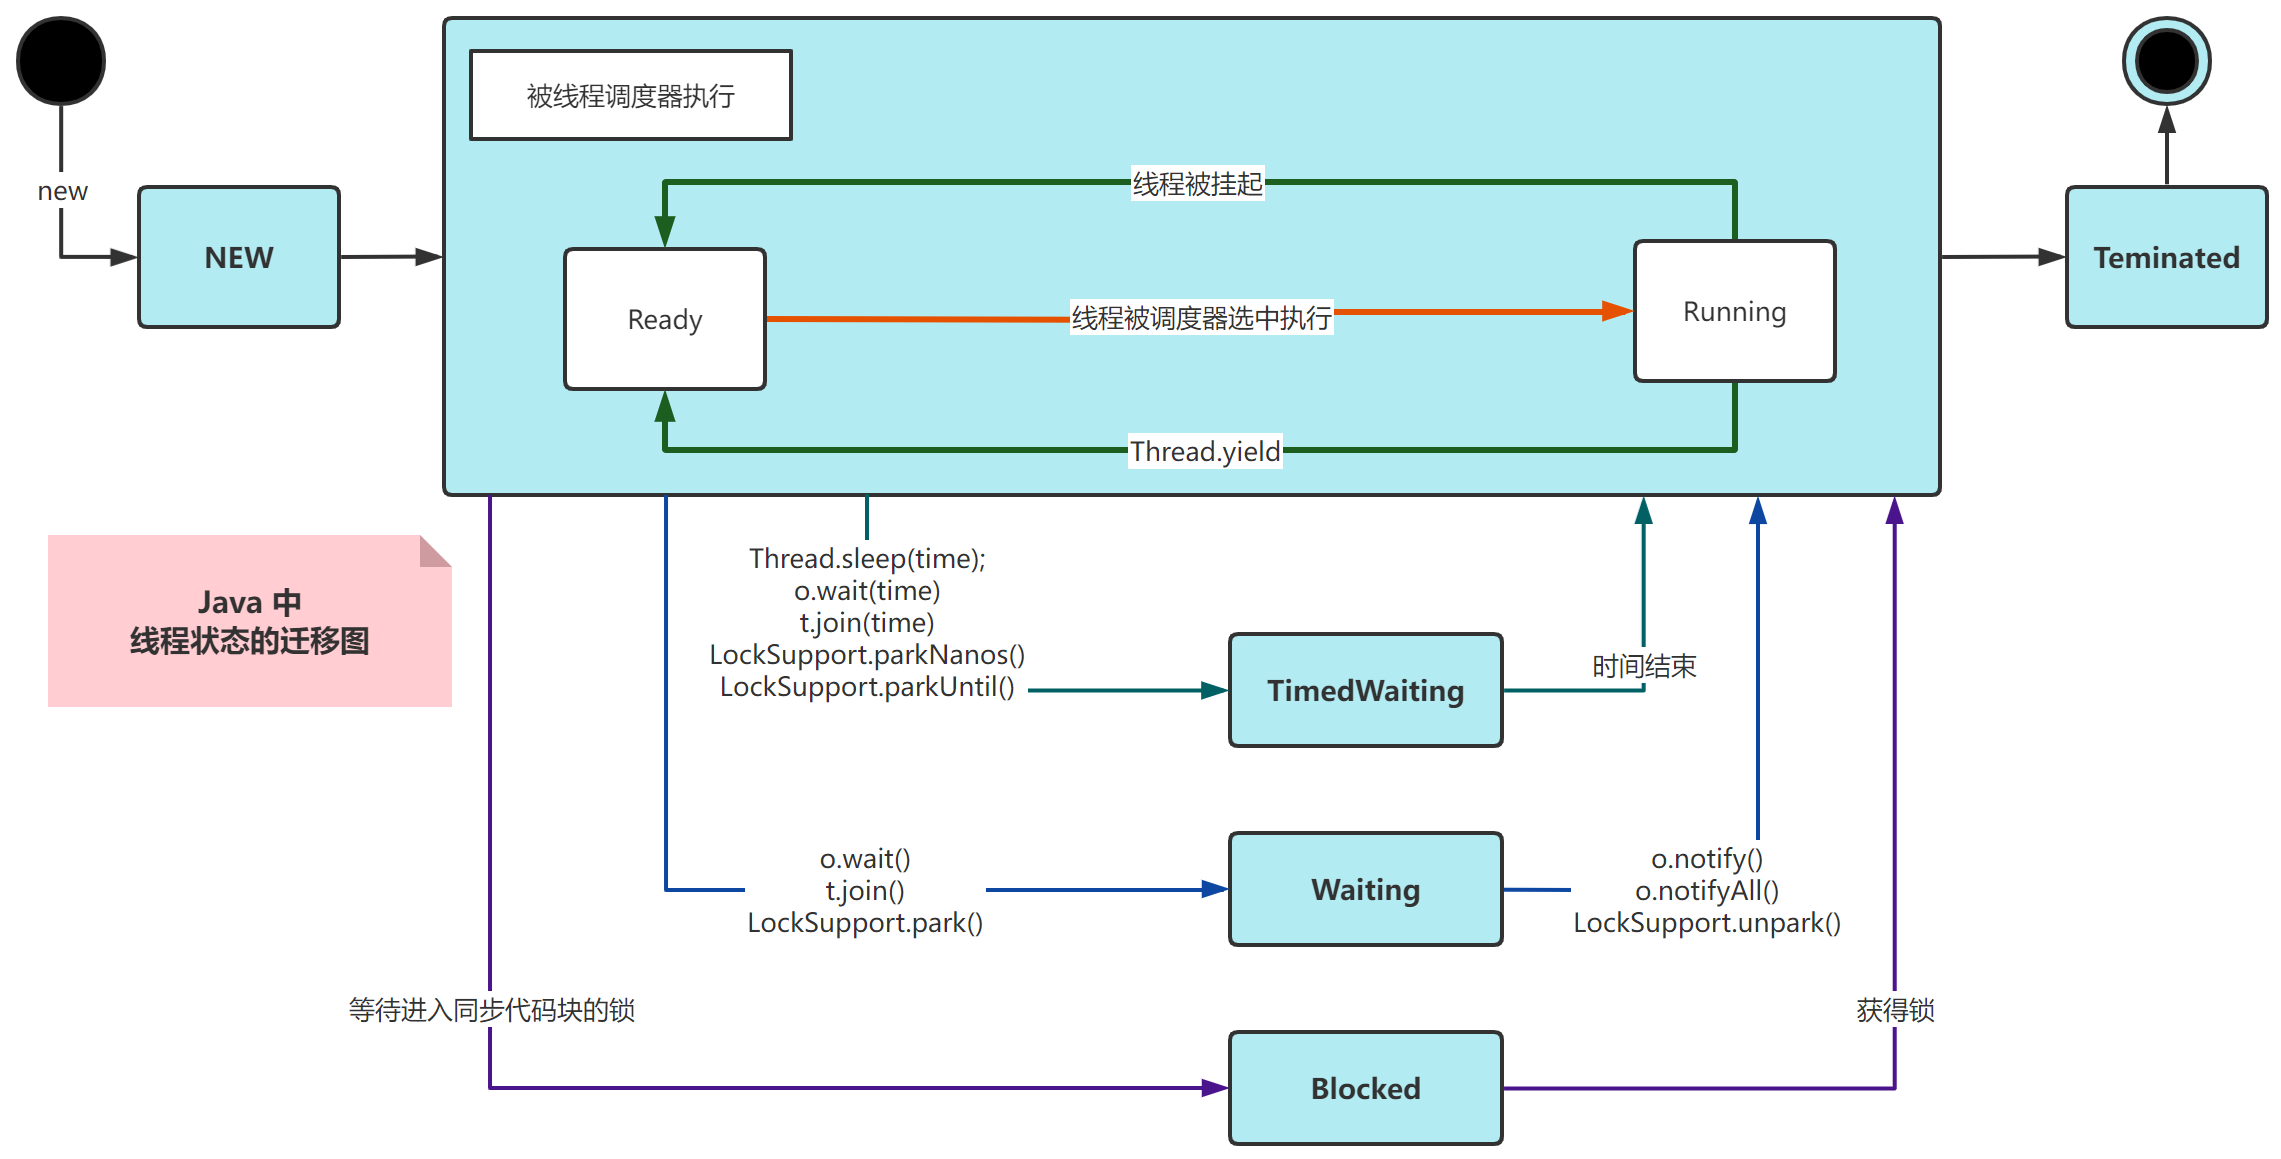 被线程调度器执行
线程被挂起
new
NEW
Ready
线程被调度器选中执行
Running
Teminated
Thread.yield
Java 中
线程状态的迁移图
Thread.sleep(time);
o.wait(time)
t.join(time)
LockSupport.parkNanos()
LockSupport.parkUntil()
TimedWaiting
时间结束
o.wait()
t.join()
LockSupport.park()
Waiting
o.notify()
o.notifyAll()
LockSupport.unpark()
等待进入同步代码块的锁
Blocked
获得锁